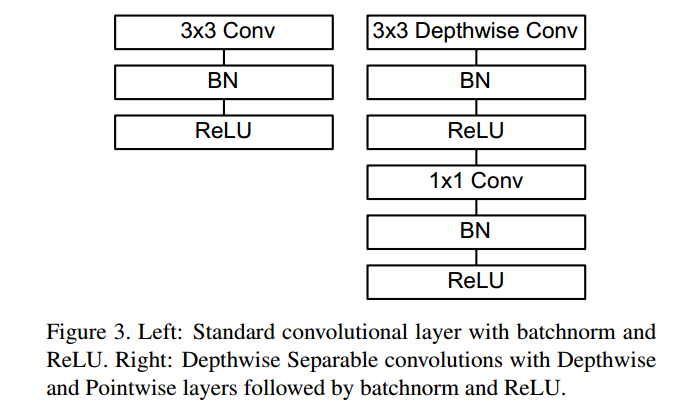 3x3 Conv
BN
ReLU
3x3 Depthwise Conv
BN
ReLU
1x1 Conv
BN
ReLU
Figure 3. Left: Standard convolutional layer with batchnorm and
ReLU. Right: Depthwise Separable convolutions with Depthwise
and Pointwise layers followed by batchnorm and ReLU.